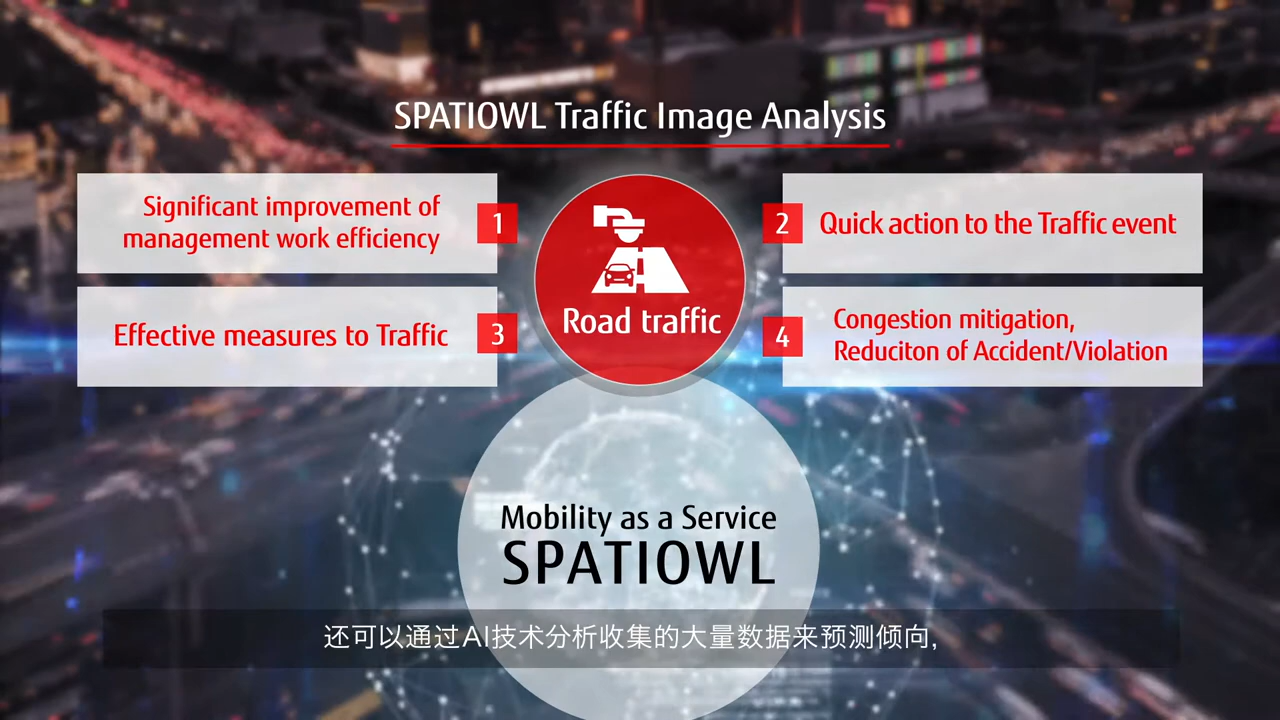 SPATIOWL Traffic Image Analysis
Significant improvement of
management work efficiency
1
2
Quick action to the Traffic event
Effective measures to Traffic
3
4
Congestion mitigation,
Reduciton of Accident/Violation
Road traffic
Mobility as a Service
SPATIOWL
还可以通过AI技术分析收集的大量数据来预测倾向,